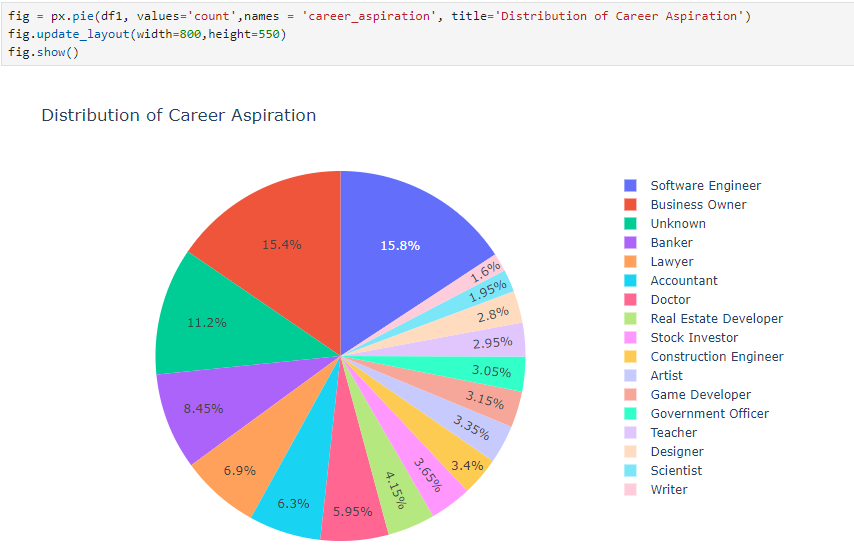 fig = px.pie(df1, values='count',names = 'career_aspiration', title='Distribution of Career Aspiration')
fig.update_layout(width=800,height=550)
fig.show()
Distribution of Career Aspiration
15.8%
15.4%
11.2%
8.45%
6.9%
6.3%
5.95%
4.15%
3.65%
3.4%
3.35%
3.15%
3.05%
2.95%
2.8%
1.95%
1.6%
Software Engineer
Business Owner
Unknown
Banker
Lawyer
Accountant
Doctor
Real Estate Developer
Stock Investor
Construction Engineer
Artist
Game Developer
Government Officer
Teacher
Designer
Scientist
Writer